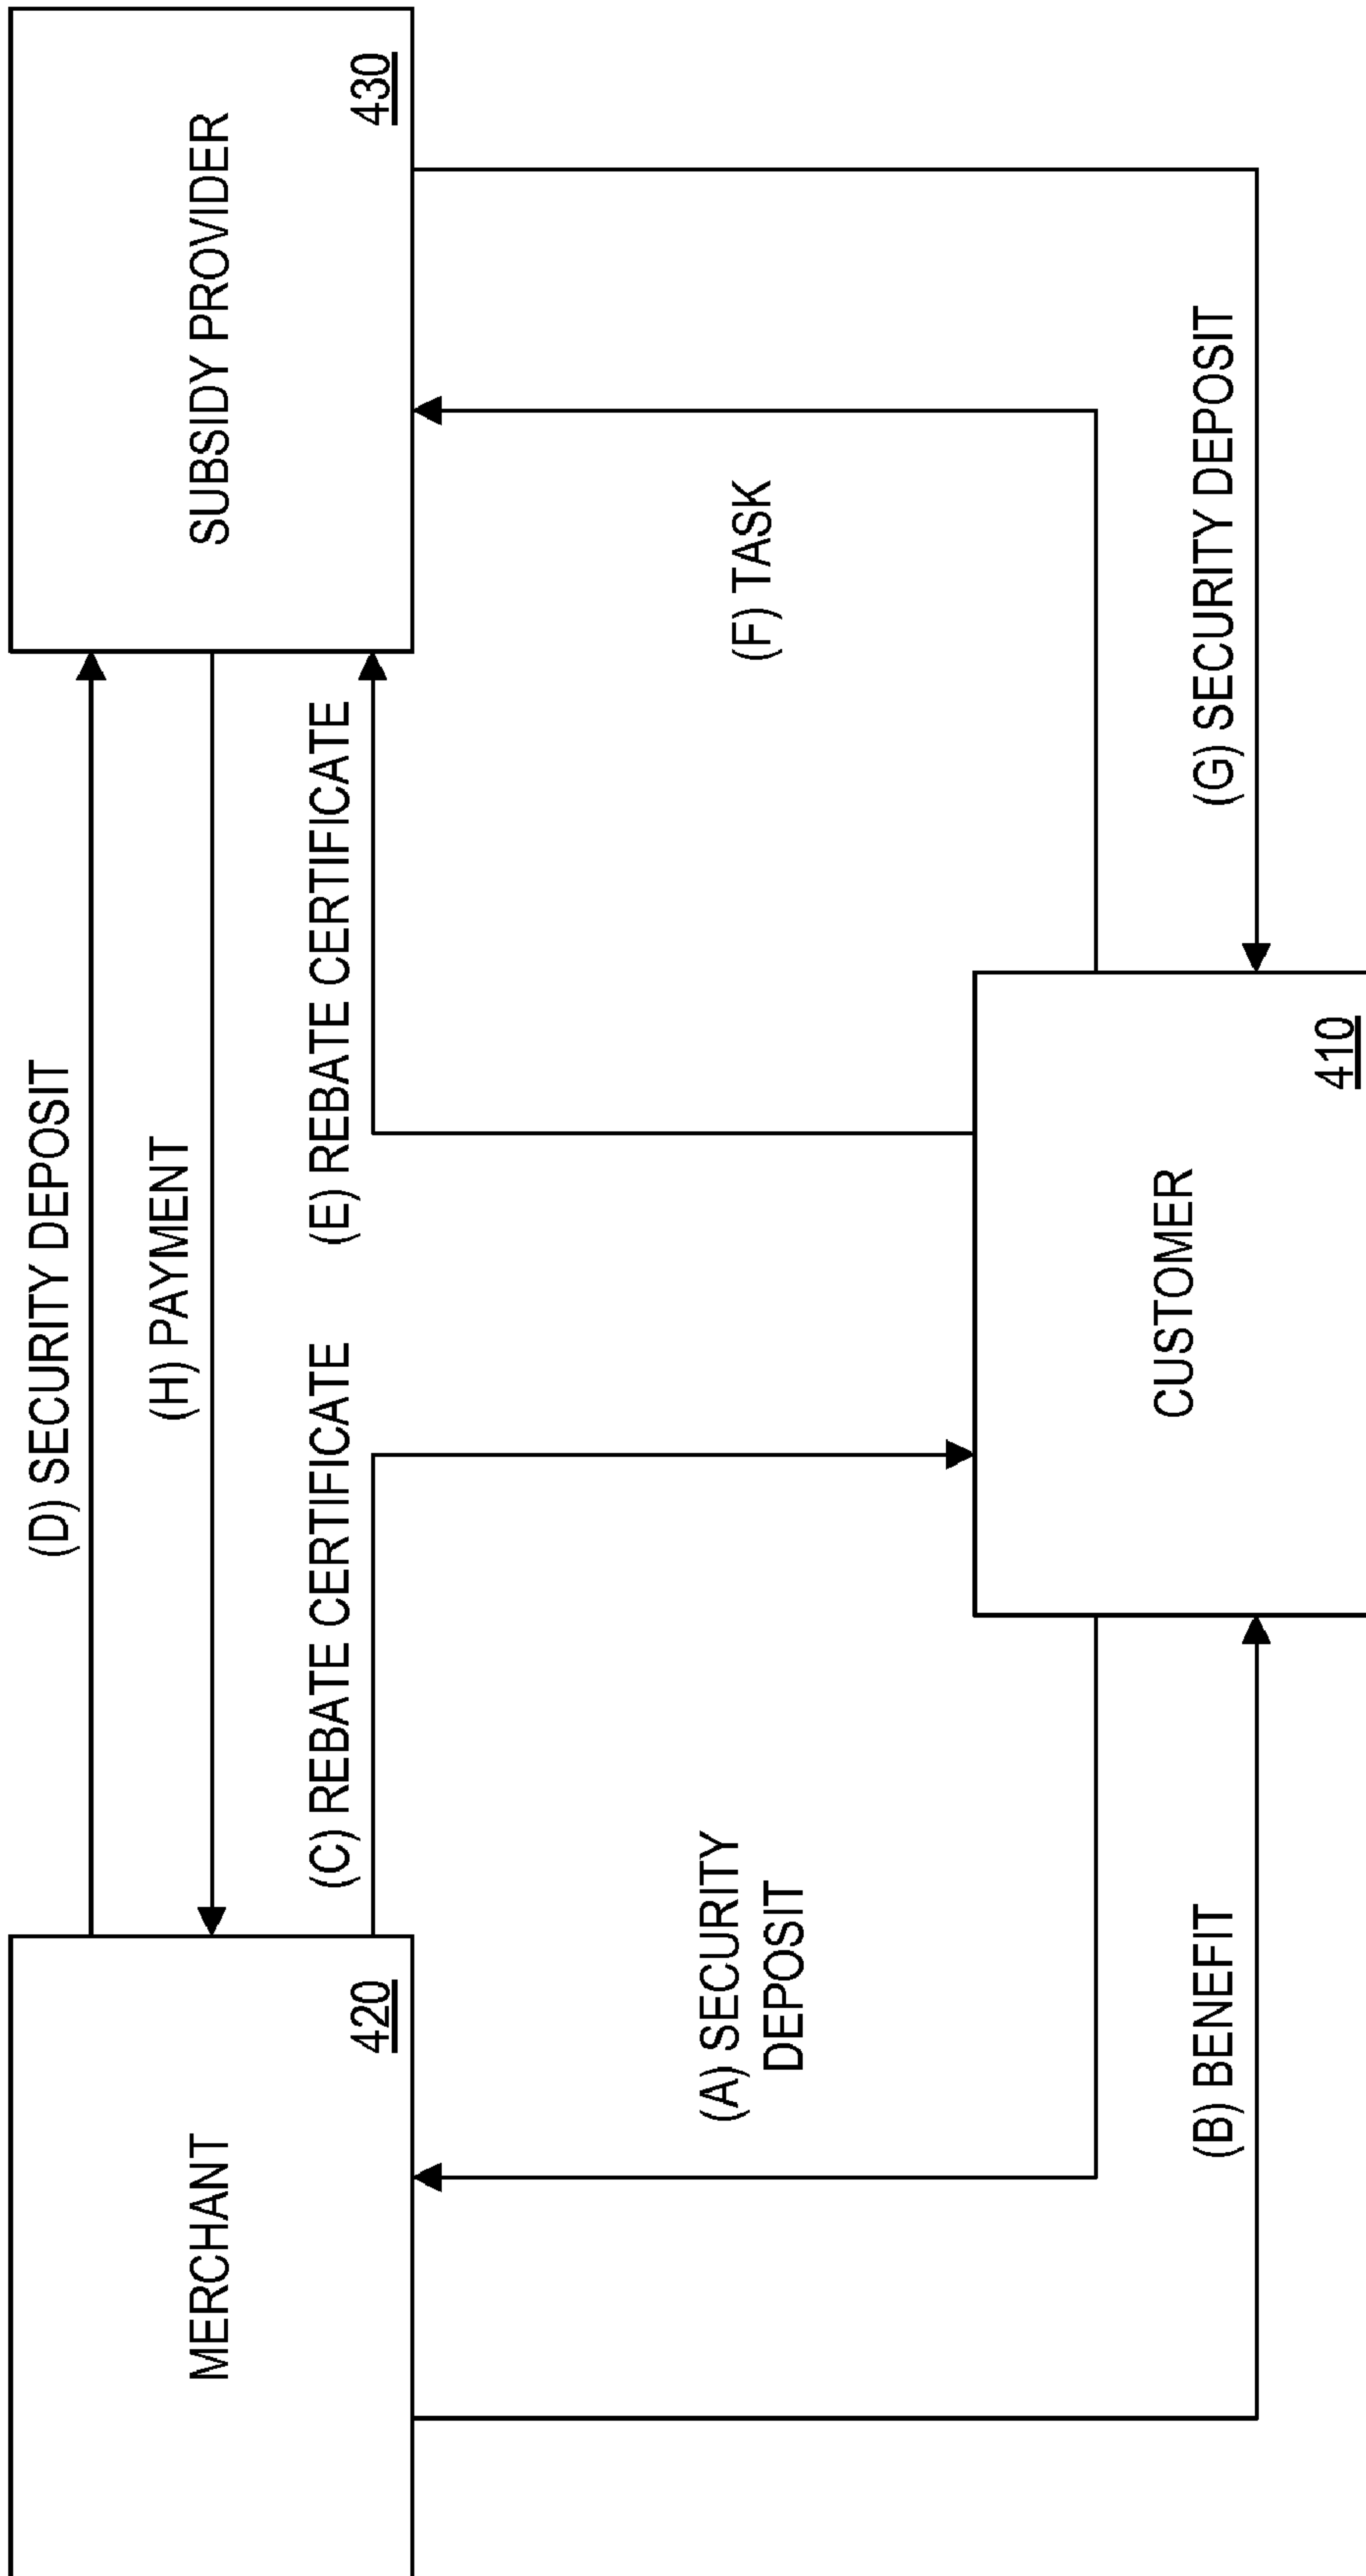 (D) SECURITY DEPOSIT
(H) PAYMENT
MERCHANT
SUBSIDY PROVIDER
(C) REBATE CERTIFICATE
(E) REBATE CERTIFICATE
420
430
(A) SECURITY
DEPOSIT
(F) TASK
CUSTOMER
(B) BENEFIT
(G) SECURITY DEPOSIT
410